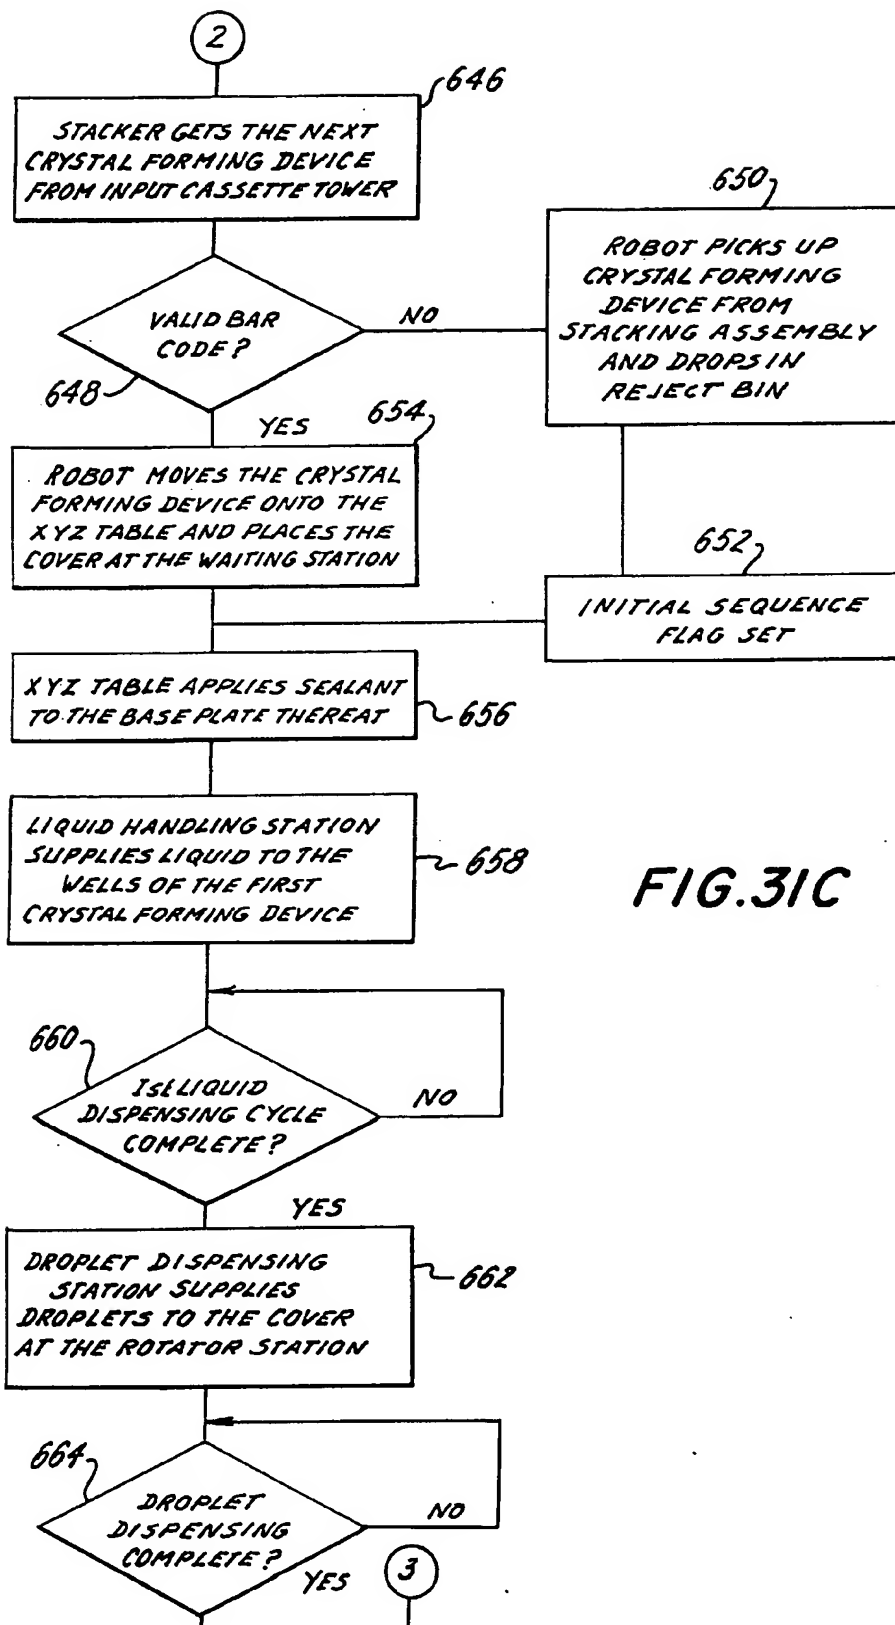 2
646
STACKER GETS THE NEXT
CRYSTAL FORMING DEVICE
FROM INPUT CASSETTE TOWER
650
ROBOT PICKS UP
CRYSTAL FORMING
DEVICE FROM
STACKING ASSEMBLY
AND DROPS IN
REJECT BIN
VALID BAR
CODE?
NO
648
YES
654
ROBOT MOVES THE CRYSTAL
FORMING DEVICE ONTO THE
XYZ TABLE AND PLACES THE
COVER AT THE WAITING STATION
652
INITIAL SEQUENCE
FLAG SET
XYZ TABLE APPLIES SEALANT
TO THE BASE PLATE THEREAT
656
LIQUID HANDLING STATION
SUPPLIES LIQUID TO THE
WELLS OF THE FIRST
CRYSTAL FORMING DEVICE
658
FIG.31C
660
1st LIQUID
DISPENSING CYCLE
COMPLETE?
NO
YES
DROPLET DISPENSING
STATION SUPPLIES
DROPLETS TO THE COVER
AT THE ROTATOR STATION
662
664
DROPLET
DISPENSING
COMPLETE?
NO
YES
3